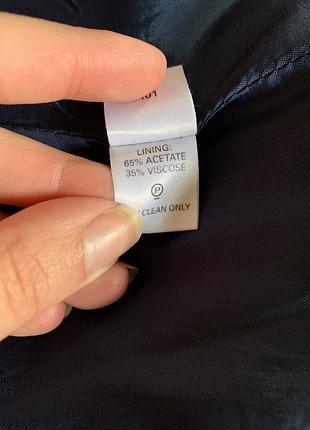 LINING:
65% ACETATE
35% VISCOSE
P
CLEAN ONLY